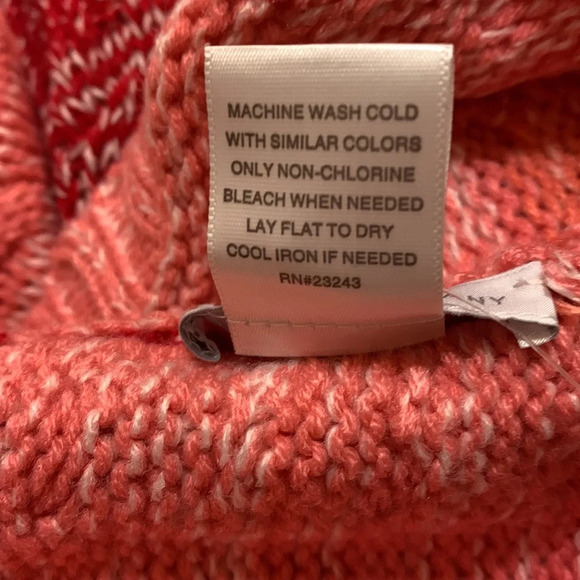 MACHINE WASH COLD
WITH SIMILAR COLORS
ONLY NON-CHLORINE
BLEACH WHEN NEEDED
LAY FLAT TO DRY
COOL IRON IF NEEDED
RN#23243
NY